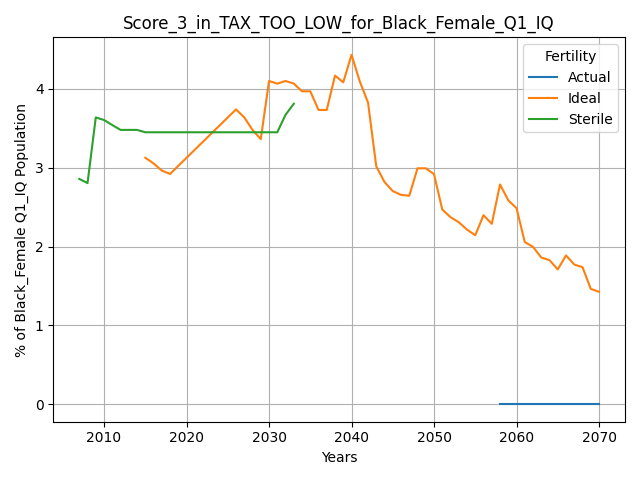 Score_3_in_TAX_TOO_LOW_for_Black_Female_Q1_IQ
Fertility
Actual
Ideal
Sterile
% of Black_Female Q1_IQ Population
4
3
2
1
0
2010 2020 2030 2040 2050 2060 2070
Years